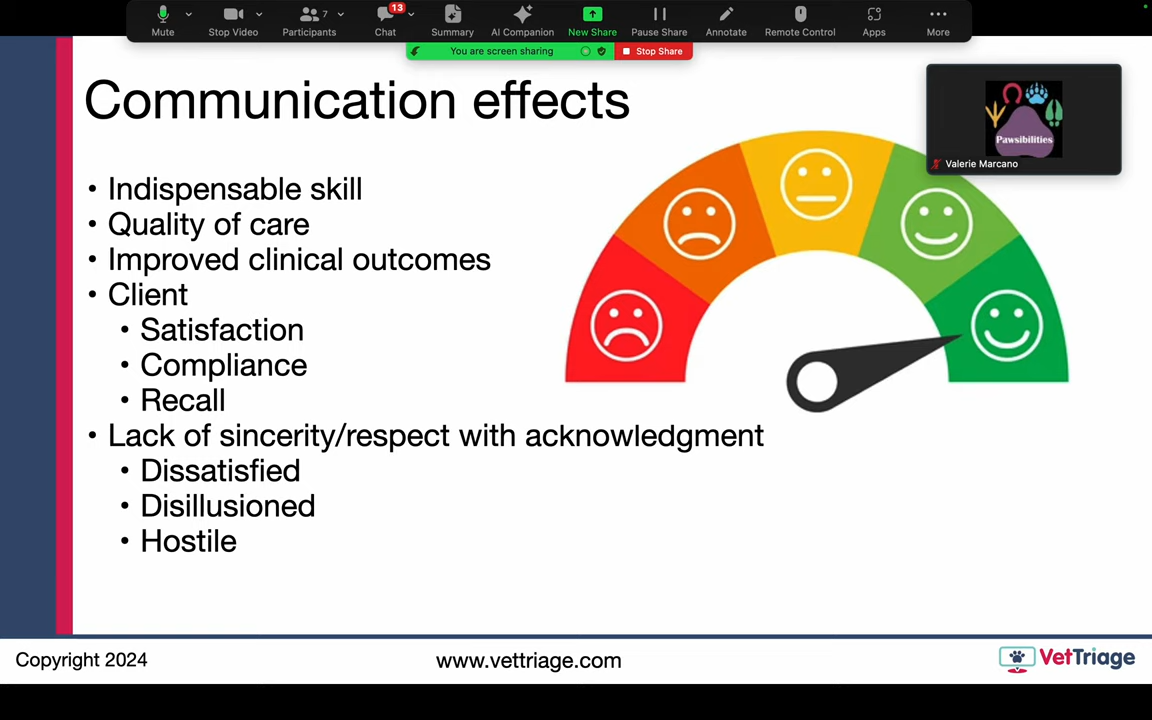 Mute
Stop Video
7
Participants
13
Chat
Summary
AI Companion
New Share
Pause Share
Annotate
Remote Control
Apps
More
You are screen sharing
Stop Share
Communication effects
Pawsibilities
Valerie Marcano
• Indispensable skill
• Quality of care
• Improved clinical outcomes
• Client
• Satisfaction
• Compliance
• Recall
• Lack of sincerity/respect with acknowledgment
• Dissatisfied
• Disillusioned
• Hostile
Copyright 2024
www.vettriage.com
VetTriage